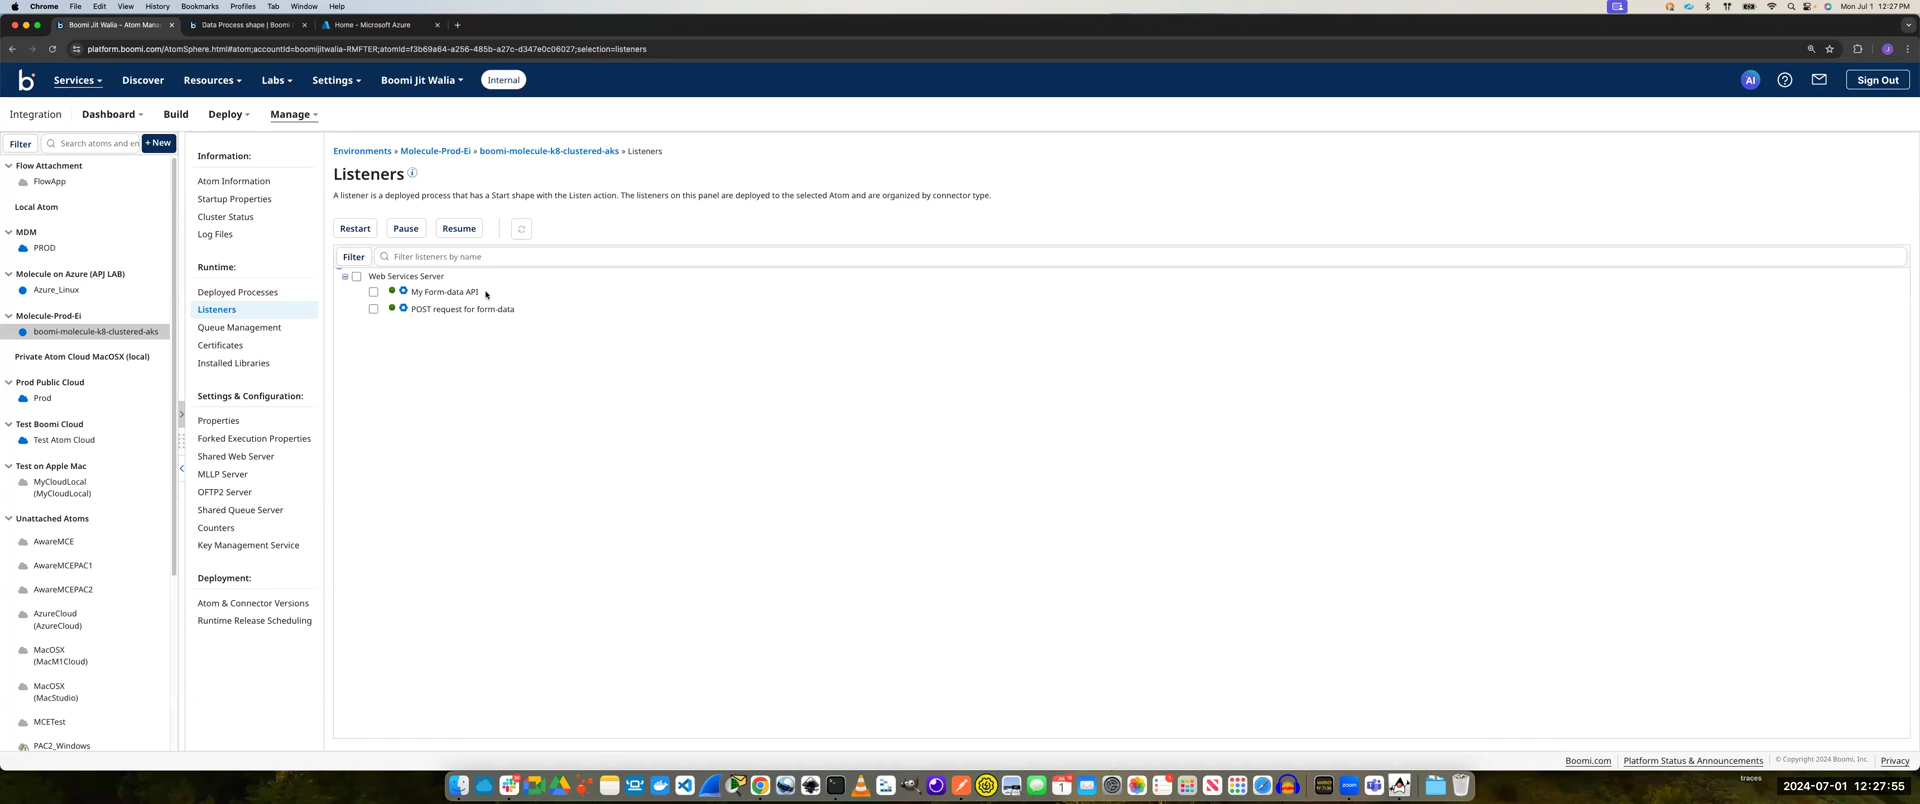 Chrome File Edit View History Bookmarks Profiles Tab Window Help Mon Jul 1 12:27 PM
Boomi Jit Walia - Atom Mana Data Process shape | Boomi Home - Microsoft Azure
platform.boomi.com/AtomSphere.html#atom;accountId=boomijitwalia-RMFTER;atomId=f3b69a64-a256-485b-a27c-d347e0c06027;selection=listeners
b Services Discover Resources Labs Settings Boomi Jit Walia Internal AI Sign Out
Integration Dashboard Build Deploy Manage
Filter Search atoms and en + New
Flow Attachment
FlowApp
Local Atom
MDM
PROD
Molecule on Azure (APJ LAB)
Azure_Linux
Molecule-Prod-Ei
boomi-molecule-k8-clustered-aks
Private Atom Cloud MacOSX (local)
Prod Public Cloud
Prod
Test Boomi Cloud
Test Atom Cloud
Test on Apple Mac
MyCloudLocal
(MyCloudLocal)
Unattached Atoms
AwareMCE
AwareMCEPAC1
AwareMCEPAC2
AzureCloud
(AzureCloud)
MacOSX
(MacM1Cloud)
MacOSX
(MacStudio)
MCETest
PAC2_Windows
Information:
Atom Information
Startup Properties
Cluster Status
Log Files
Runtime:
Deployed Processes
Listeners
Queue Management
Certificates
Installed Libraries
Settings & Configuration:
Properties
Forked Execution Properties
Shared Web Server
MLLP Server
OFTP2 Server
Shared Queue Server
Counters
Key Management Service
Deployment:
Atom & Connector Versions
Runtime Release Scheduling
Environments » Molecule-Prod-Ei » boomi-molecule-k8-clustered-aks » Listeners
Listeners
A listener is a deployed process that has a Start shape with the Listen action. The listeners on this panel are deployed to the selected Atom and are organized by connector type.
Restart Pause Resume
Filter Filter listeners by name
Web Services Server
My Form-data API
POST request for form-data
Boomi.com Platform Status & Announcements © Copyright 2024 Boomi, Inc. Privacy
traces
2024-07-01 12:27:55